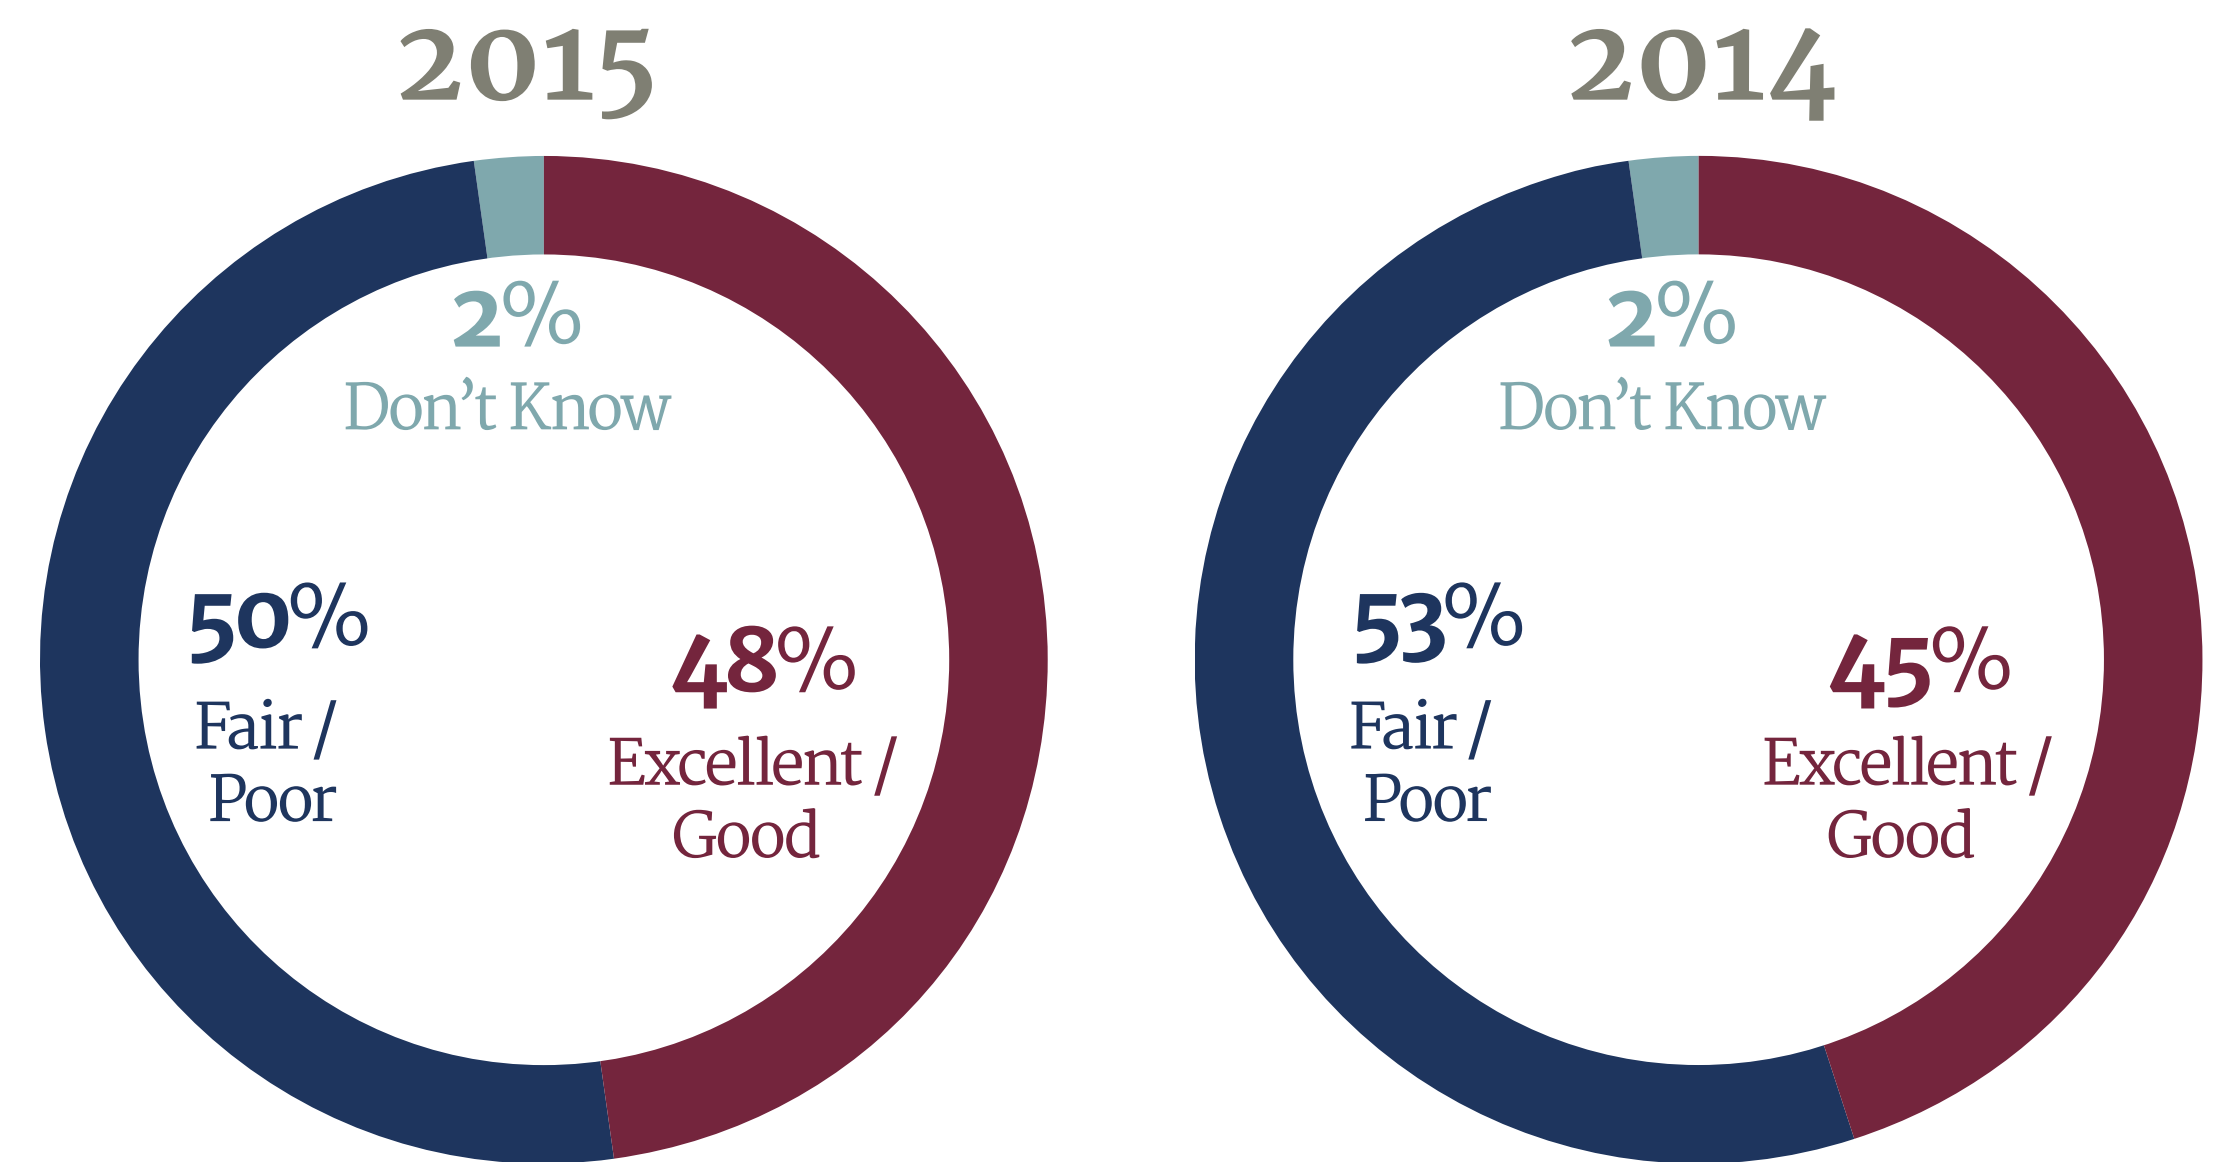 2015
2%
Don’t Know
50%
Fair /
Poor
48%
Excellent /
Good
2014
2%
Don’t Know
53%
Fair /
Poor
45%
Excellent /
Good